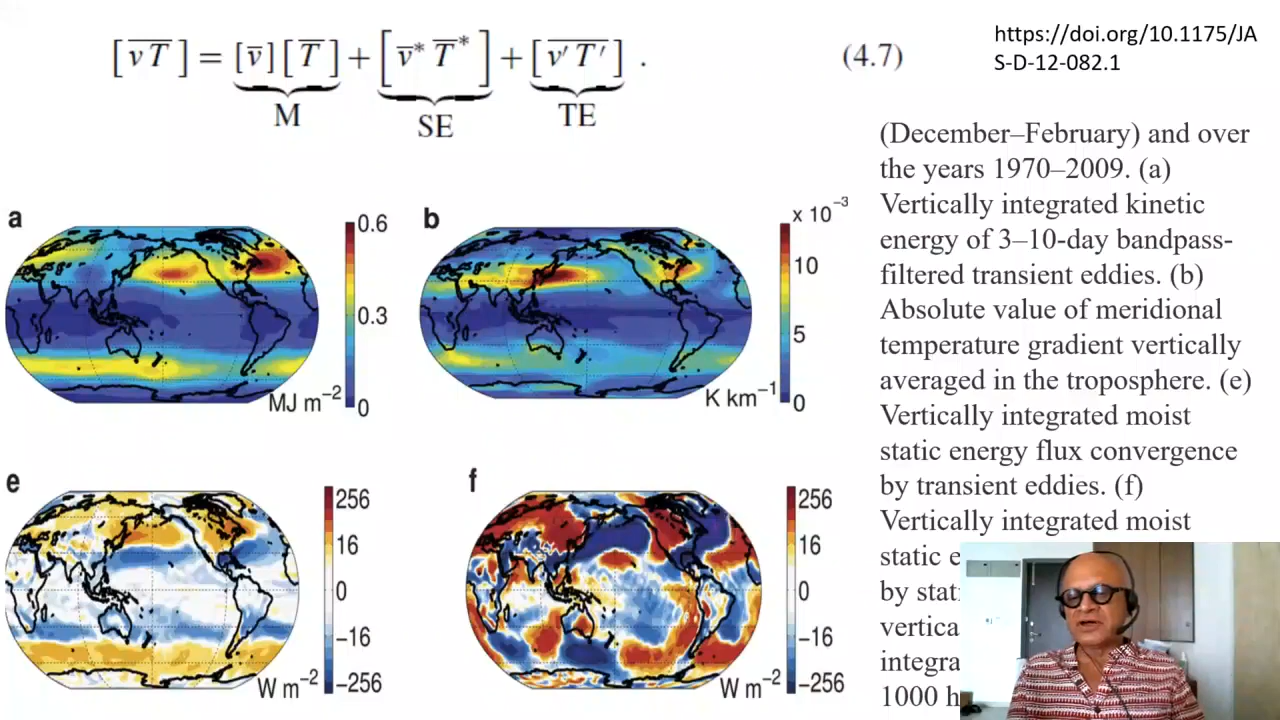 [v̅T̅] = [v̅][T̅] + [v̅* T̅*] + [v′T′] . (4.7)
M SE TE
https://doi.org/10.1175/JA
S-D-12-082.1
(December–February) and over
the years 1970–2009. (a)
Vertically integrated kinetic
energy of 3–10-day bandpass-
filtered transient eddies. (b)
Absolute value of meridional
temperature gradient vertically
averaged in the troposphere. (e)
Vertically integrated moist
static energy flux convergence
by transient eddies. (f)
Vertically integrated moist
static e
by stat
vertica
integra
1000 h
a
0.6
0.3
0
MJ m⁻²
b
x 10⁻³
10
5
0
K km⁻¹
e
256
16
0
−16
−256
W m⁻²
f
256
16
0
−16
−256
W m⁻²